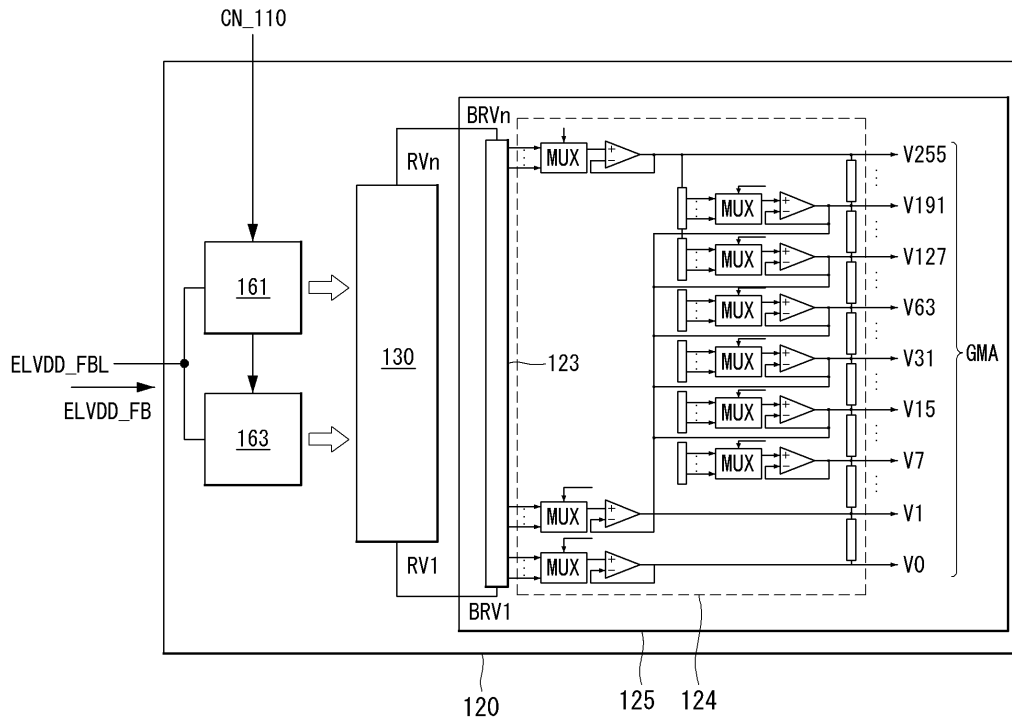 CN_110
BRVn
RVn
MUX
+
−
V255
MUX
+
−
V191
MUX
+
−
V127
161
MUX
+
−
V63
130
123
GMA
ELVDD_FBL
MUX
+
−
V31
ELVDD_FB
163
MUX
+
−
V15
MUX
+
−
V7
MUX
+
−
V1
RV1
MUX
+
−
V0
BRV1
120
125
124